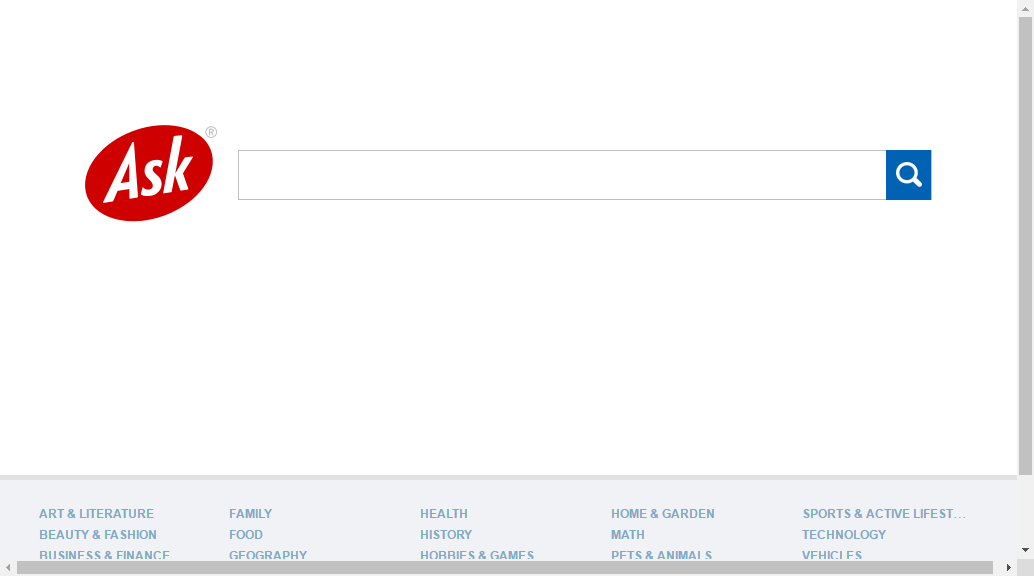 Ask®
ART & LITERATURE
FAMILY
HEALTH
HOME & GARDEN
SPORTS & ACTIVE LIFEST...
BEAUTY & FASHION
FOOD
HISTORY
MATH
TECHNOLOGY
BUSINESS & FINANCE
GEOGRAPHY
HOBBIES & GAMES
PETS & ANIMALS
VEHICLES